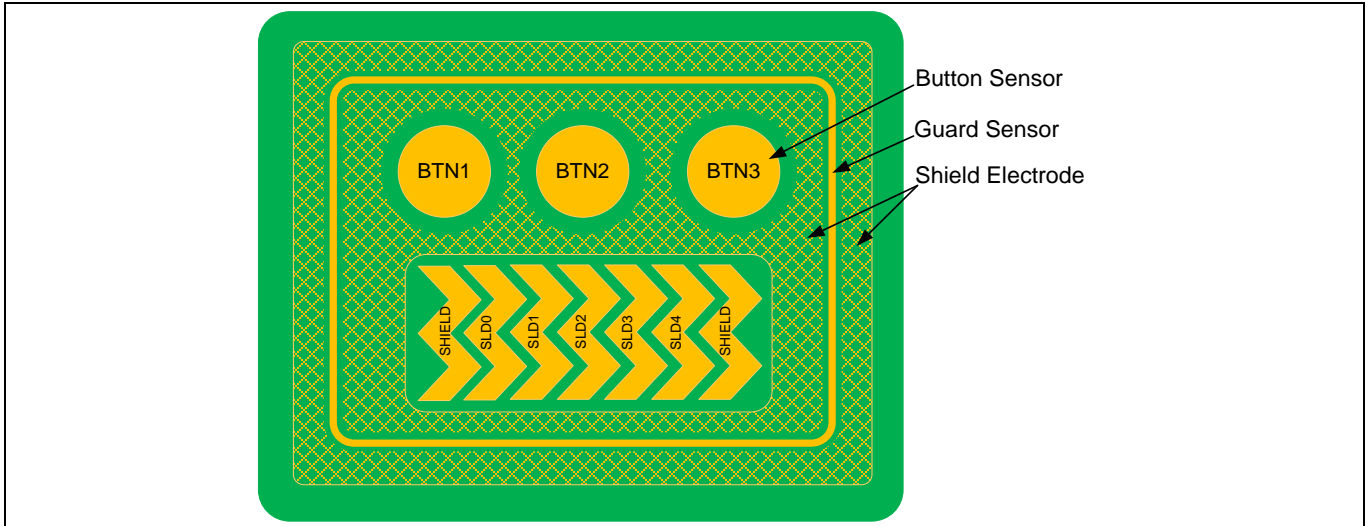 Button Sensor
Guard Sensor
Shield Electrode
BTN1
BTN2
BTN3
SHIELD
SLD0
SLD1
SLD2
SLD3
SLD4
SHIELD